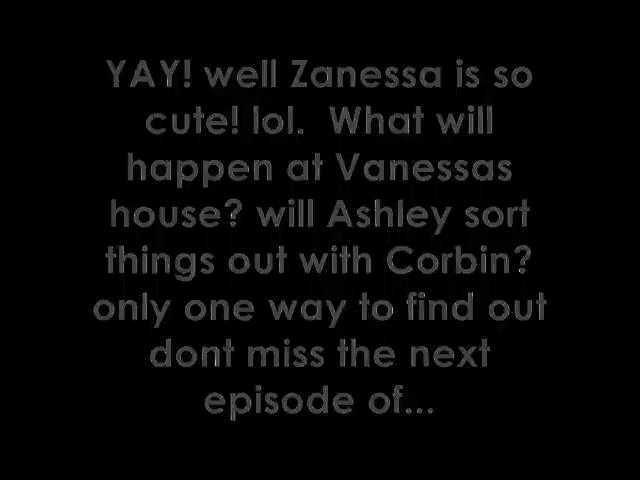 YAY! well Zanessa is so
cute! lol.  What will
happen at Vanessas
house? will Ashley sort
things out with Corbin?
only one way to find out
dont miss the next
episode of...